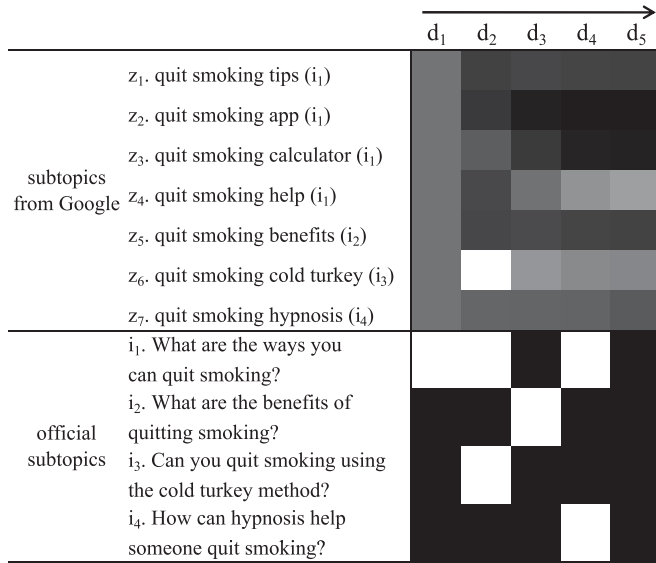 d₁ d₂ d₃ d₄ d₅
z₁. quit smoking tips (i₁)
z₂. quit smoking app (i₁)
z₃. quit smoking calculator (i₁)
subtopics
from Google
z₄. quit smoking help (i₁)
z₅. quit smoking benefits (i₂)
z₆. quit smoking cold turkey (i₃)
z₇. quit smoking hypnosis (i₄)
i₁. What are the ways you
can quit smoking?
i₂. What are the benefits of
quitting smoking?
official
subtopics
i₃. Can you quit smoking using
the cold turkey method?
i₄. How can hypnosis help
someone quit smoking?